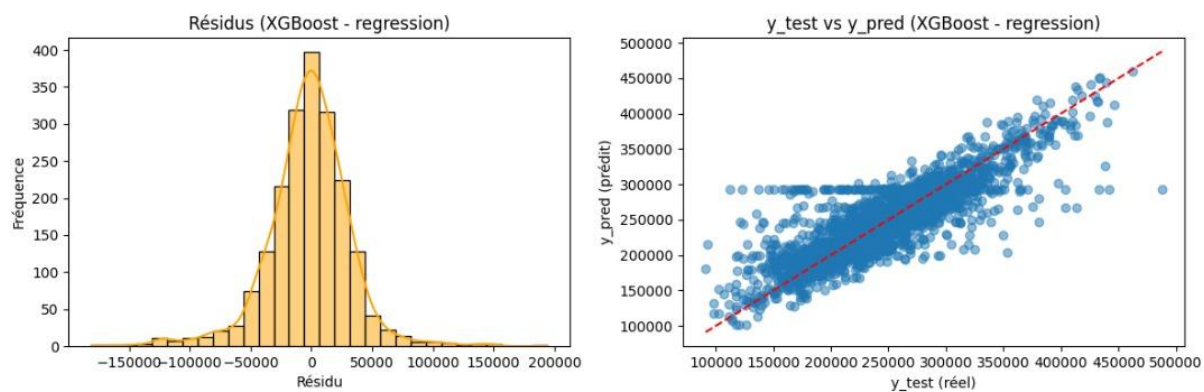 Résidus (XGBoost - regression)
400
350
300
250
200
150
100
50
0
Fréquence
−150000 −100000 −50000 0 50000 100000 150000 200000
Résidu
y_test vs y_pred (XGBoost - regression)
500000
450000
400000
350000
300000
250000
200000
150000
100000
y_pred (prédit)
100000 150000 200000 250000 300000 350000 400000 450000 500000
y_test (réel)